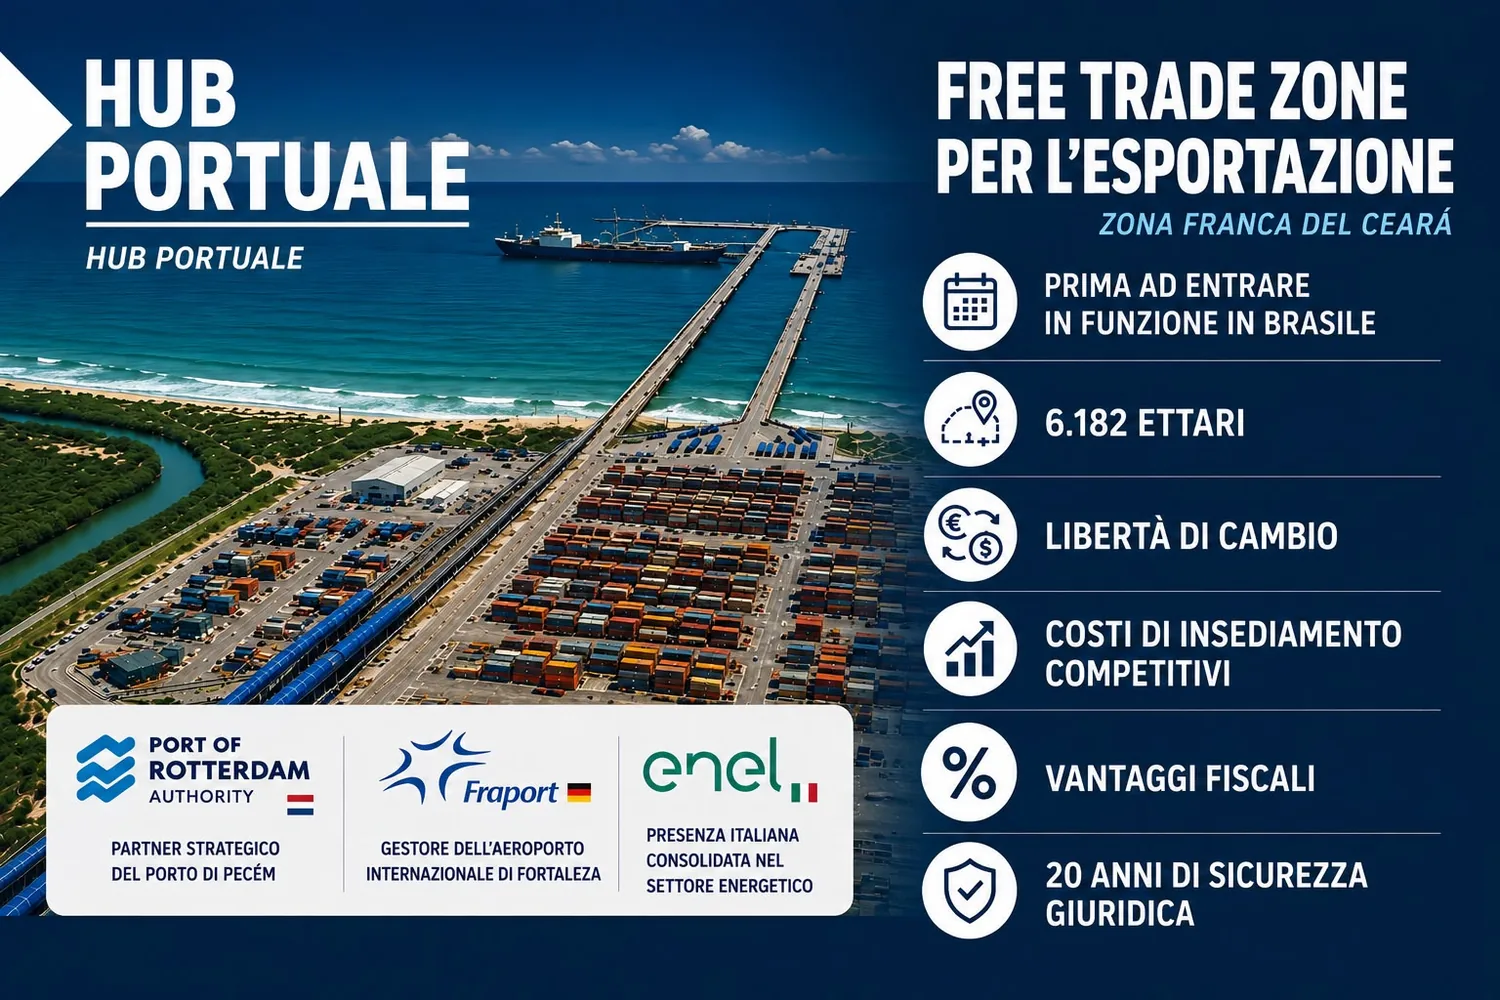 HUB
PORTUALE
HUB PORTUALE
PORT OF
ROTTERDAM
AUTHORITY
PARTNER STRATEGICO
DEL PORTO DI PECÉM
Fraport
GESTORE DELL'AEROPORTO
INTERNAZIONALE DI FORTALEZA
enel
PRESENZA ITALIANA
CONSOLIDATA NEL
SETTORE ENERGETICO
FREE TRADE ZONE
PER L'ESPORTAZIONE
ZONA FRANCA DEL CEARÁ
PRIMA AD ENTRARE
IN FUNZIONE IN BRASILE
6.182 ETTARI
€
$
LIBERTÀ DI CAMBIO
COSTI DI INSEDIAMENTO
COMPETITIVI
%
VANTAGGI FISCALI
20 ANNI DI SICUREZZA
GIURIDICA